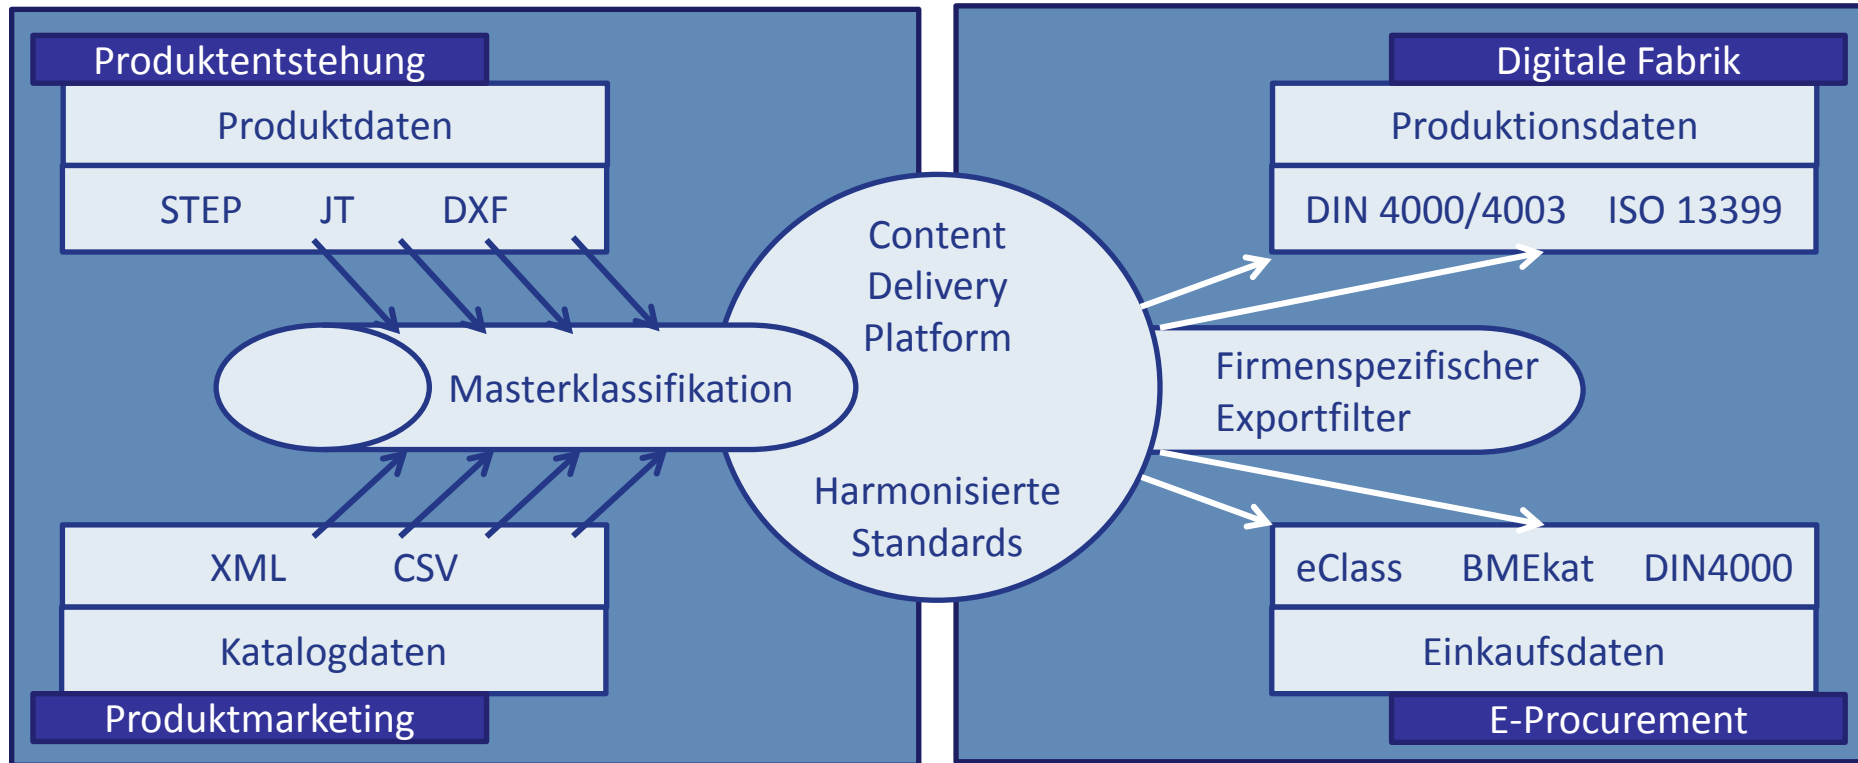 Produktentstehung
Produktdaten
STEP JT DXF
Masterklassifikation
XML CSV
Katalogdaten
Produktmarketing
Content
Delivery
Platform
Harmonisierte
Standards
Digitale Fabrik
Produktionsdaten
DIN 4000/4003 ISO 13399
Firmenspezifischer
Exportfilter
eClass BMEkat DIN4000
Einkaufsdaten
E-Procurement